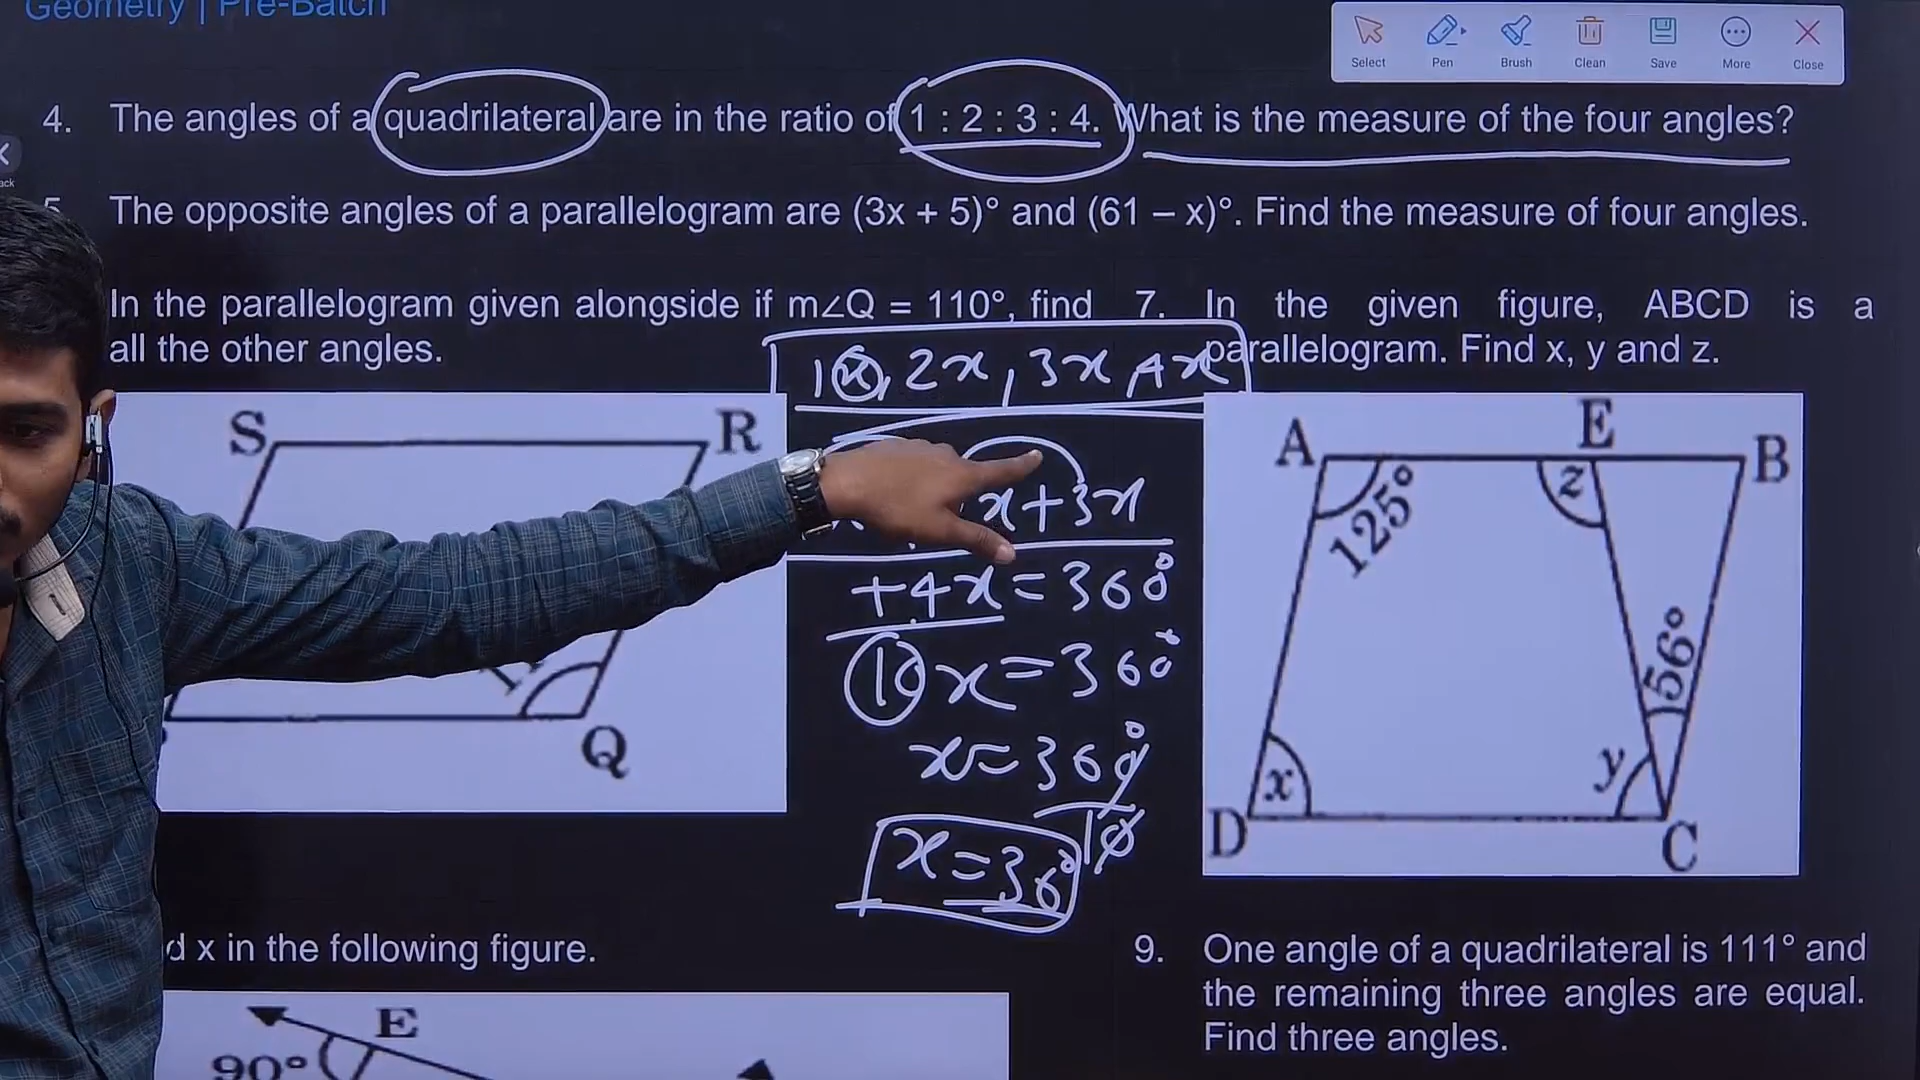 Geometry | Pre-Batch
Select Pen Brush Clean Save More Close
4. The angles of a quadrilateral are in the ratio of 1 : 2 : 3 : 4. What is the measure of the four angles?
ack
5. The opposite angles of a parallelogram are (3x + 5)° and (61 – x)°. Find the measure of four angles.
In the parallelogram given alongside if m∠Q = 110°, find
all the other angles.
S R
Q
1x, 2x, 3x, 4x
x+3x
+4x=360°
10x=360°
x=360°
10
x=36°
7. In the given figure, ABCD is a
parallelogram. Find x, y and z.
A E B
125° z
56°
x y
D C
d x in the following figure.
E
90°
9. One angle of a quadrilateral is 111° and
the remaining three angles are equal.
Find three angles.